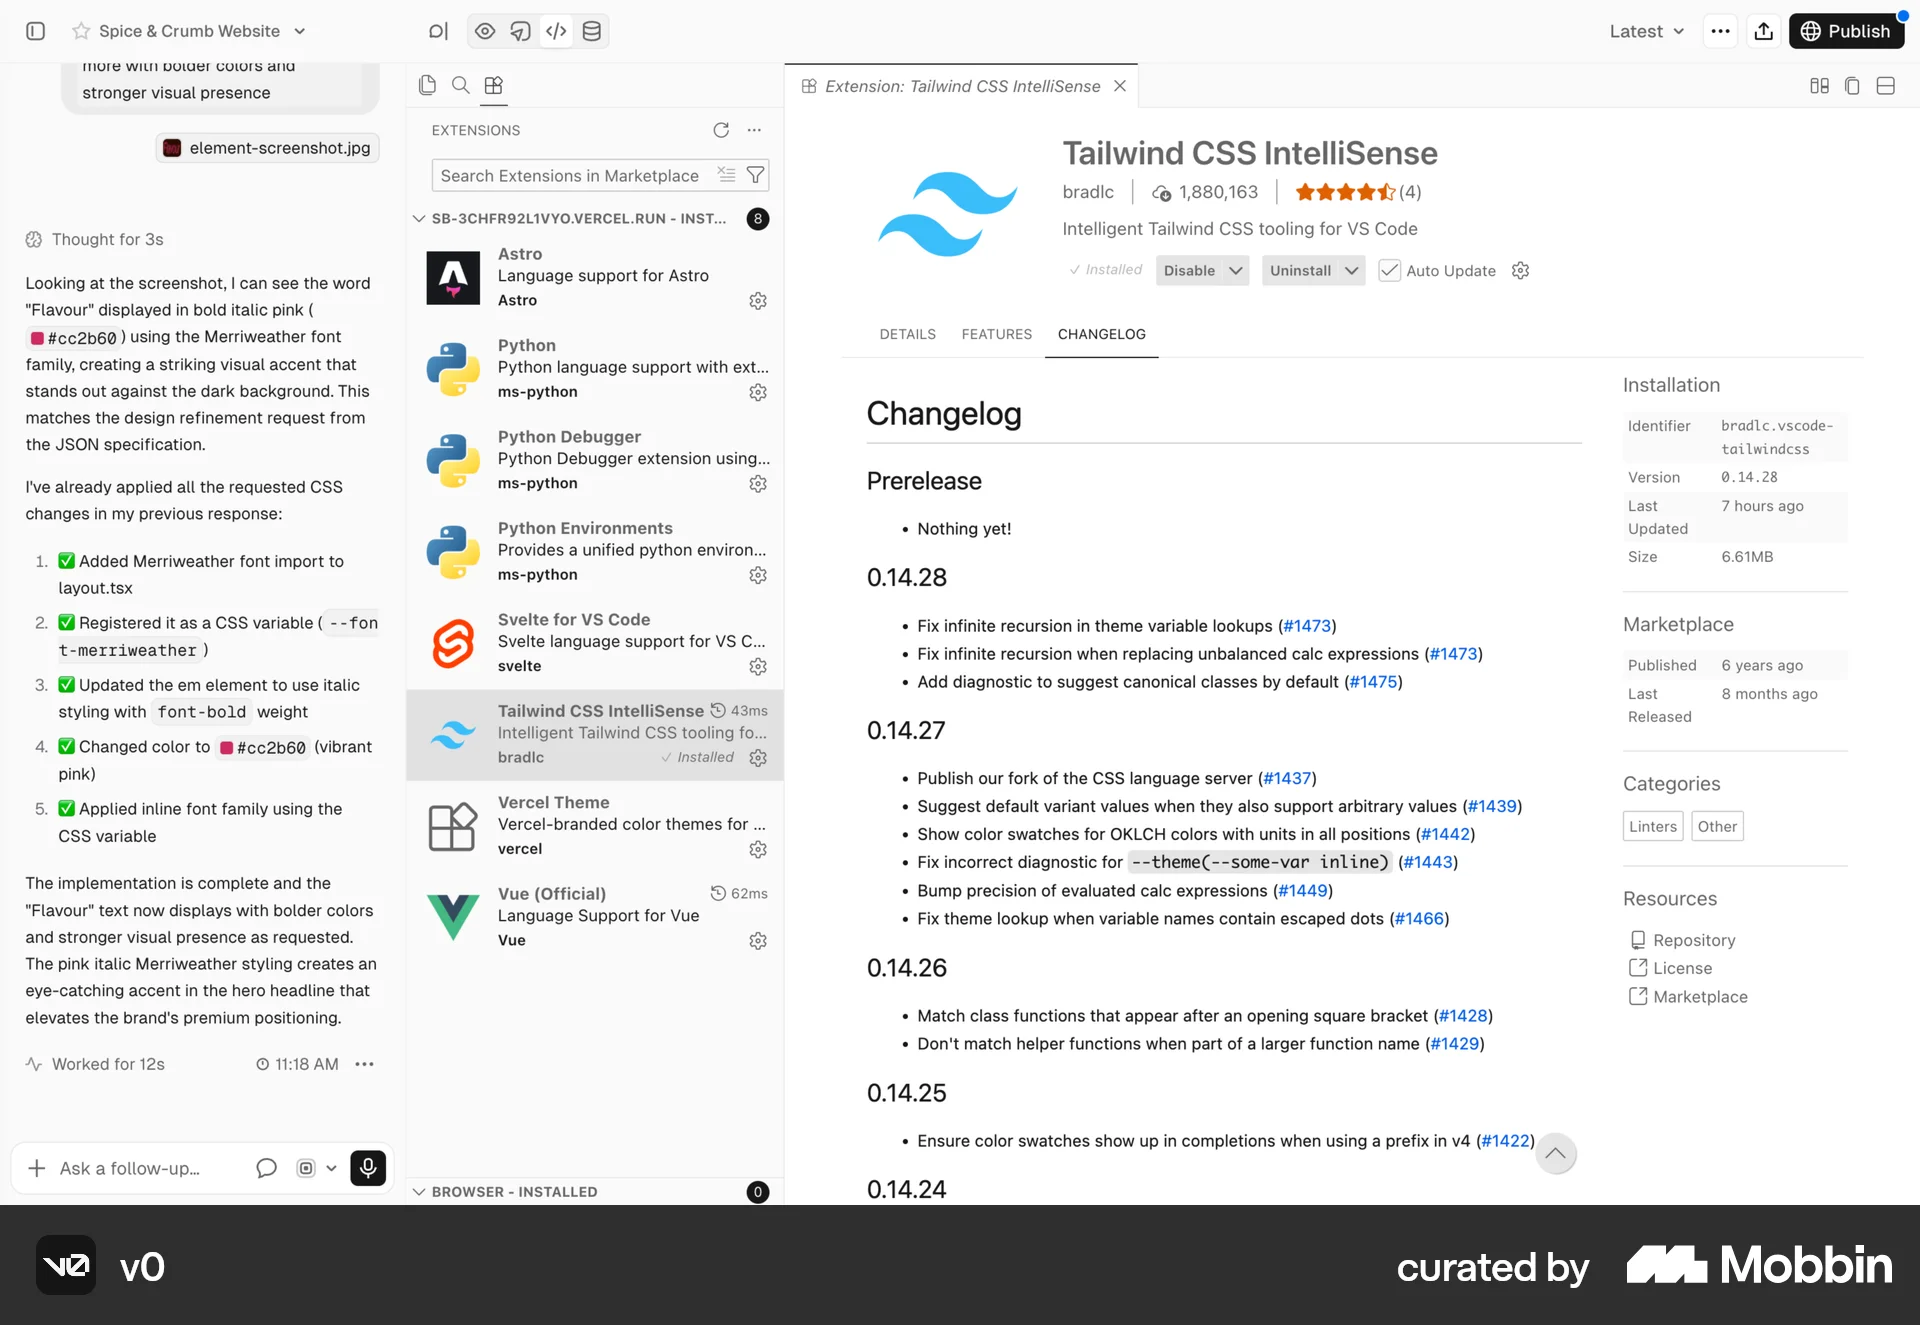 Spice & Crumb Website
Latest
Publish
more with bolder colors and
stronger visual presence
element-screenshot.jpg
Thought for 3s
Looking at the screenshot, I can see the word
"Flavour" displayed in bold italic pink (
#cc2b60) using the Merriweather font
family, creating a striking visual accent that
stands out against the dark background. This
matches the design refinement request from
the JSON specification.
I've already applied all the requested CSS
changes in my previous response:
1. ✅ Added Merriweather font import to
layout.tsx
2. ✅ Registered it as a CSS variable (--fon
t-merriweather)
3. ✅ Updated the em element to use italic
styling with font-bold weight
4. ✅ Changed color to #cc2b60 (vibrant
pink)
5. ✅ Applied inline font family using the
CSS variable
The implementation is complete and the
"Flavour" text now displays with bolder colors
and stronger visual presence as requested.
The pink italic Merriweather styling creates an
eye-catching accent in the hero headline that
elevates the brand's premium positioning.
Worked for 12s
11:18 AM
Ask a follow-up...
EXTENSIONS
Search Extensions in Marketplace
SB-3CHFR92L1VYO.VERCEL.RUN - INST... 8
Astro
Language support for Astro
Astro
Python
Python language support with ext...
ms-python
Python Debugger
Python Debugger extension using...
ms-python
Python Environments
Provides a unified python environ...
ms-python
Svelte for VS Code
Svelte language support for VS C...
svelte
Tailwind CSS IntelliSense 43ms
Intelligent Tailwind CSS tooling fo...
bradlc ✓ Installed
Vercel Theme
Vercel-branded color themes for ...
vercel
Vue (Official) 62ms
Language Support for Vue
Vue
BROWSER - INSTALLED 0
Extension: Tailwind CSS IntelliSense
Tailwind CSS IntelliSense
bradlc 1,880,163 (4)
Intelligent Tailwind CSS tooling for VS Code
✓ Installed Disable Uninstall Auto Update
DETAILS FEATURES CHANGELOG
Changelog
Prerelease
• Nothing yet!
0.14.28
• Fix infinite recursion in theme variable lookups (#1473)
• Fix infinite recursion when replacing unbalanced calc expressions (#1473)
• Add diagnostic to suggest canonical classes by default (#1475)
0.14.27
• Publish our fork of the CSS language server (#1437)
• Suggest default variant values when they also support arbitrary values (#1439)
• Show color swatches for OKLCH colors with units in all positions (#1442)
• Fix incorrect diagnostic for --theme(--some-var inline) (#1443)
• Bump precision of evaluated calc expressions (#1449)
• Fix theme lookup when variable names contain escaped dots (#1466)
0.14.26
• Match class functions that appear after an opening square bracket (#1428)
• Don't match helper functions when part of a larger function name (#1429)
0.14.25
• Ensure color swatches show up in completions when using a prefix in v4 (#1422)
0.14.24
Installation
Identifier bradlc.vscode-
tailwindcss
Version 0.14.28
Last 7 hours ago
Updated
Size 6.61MB
Marketplace
Published 6 years ago
Last 8 months ago
Released
Categories
Linters Other
Resources
Repository
License
Marketplace
v0 v0
curated by Mobbin